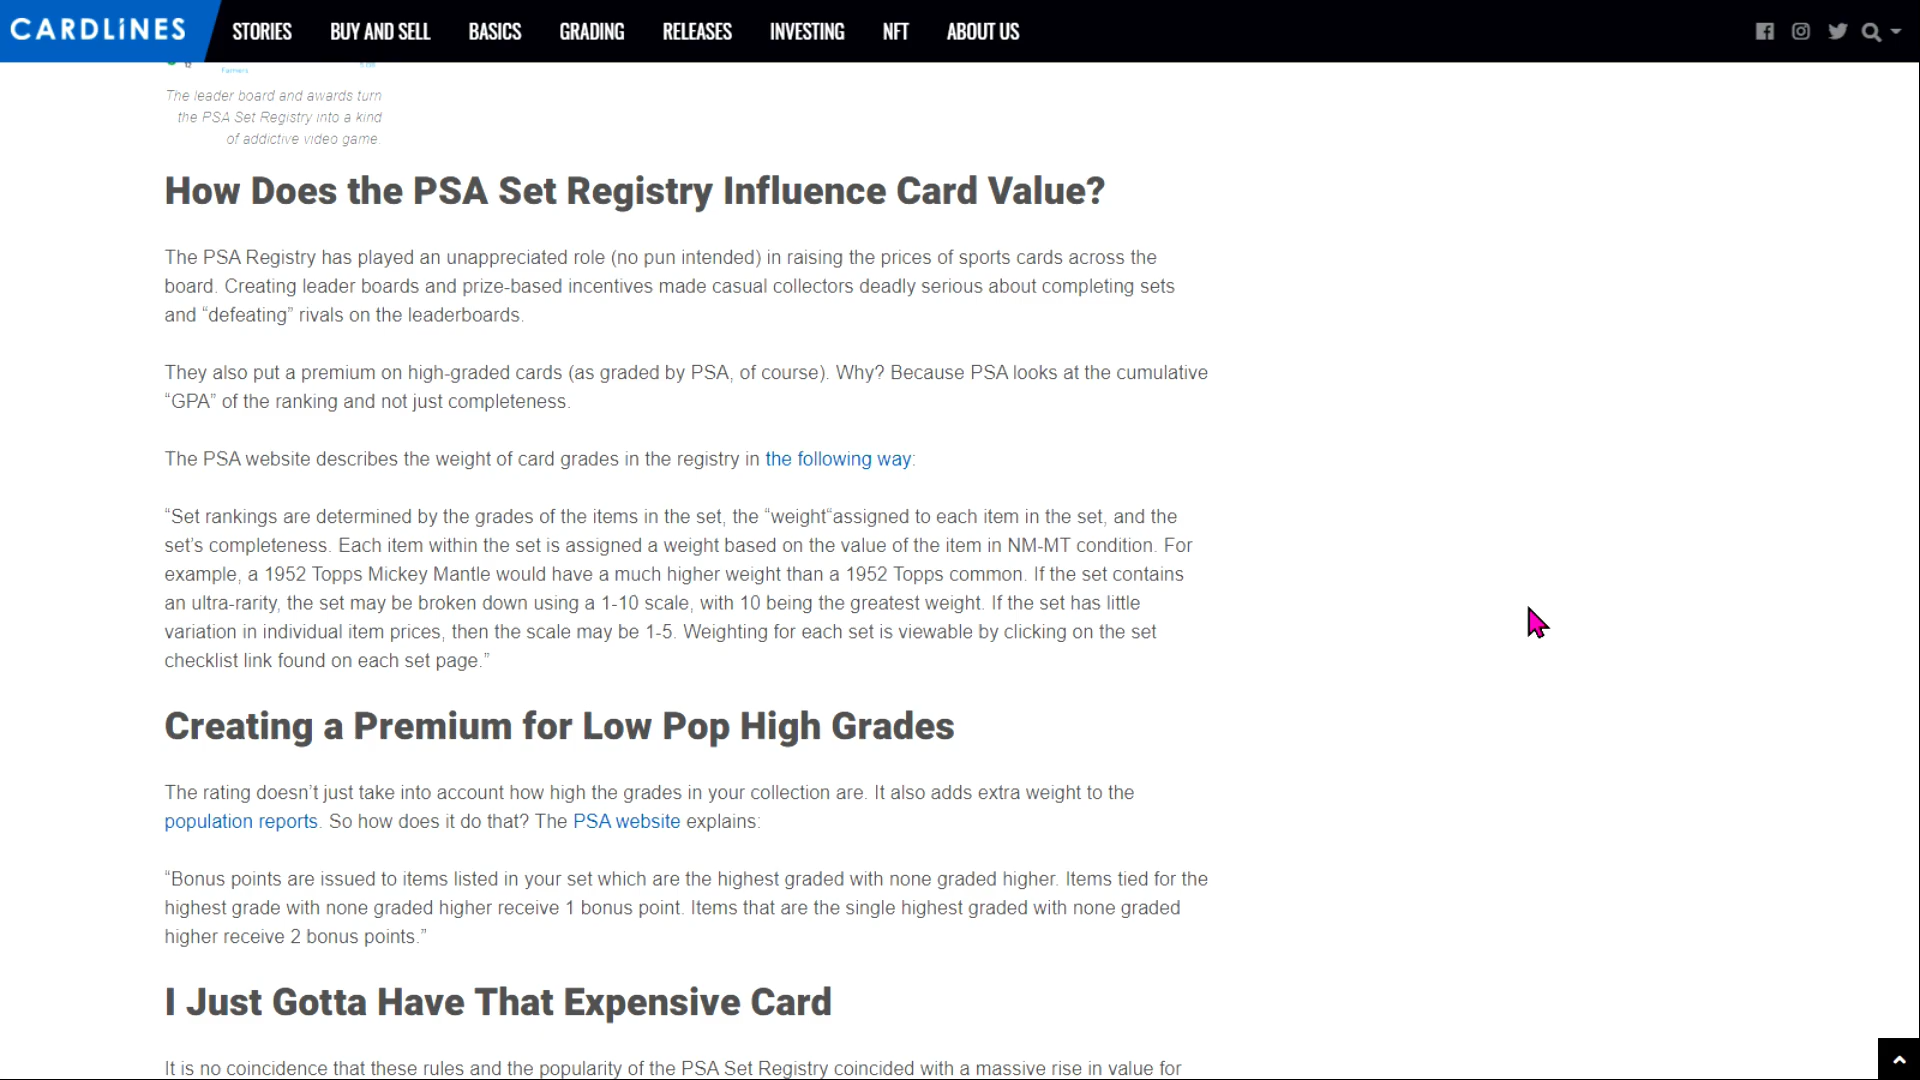 CARDLINES
STORIES BUY AND SELL BASICS GRADING RELEASES INVESTING NFT ABOUT US
Farmers
The leader board and awards turn
the PSA Set Registry into a kind
of addictive video game.
How Does the PSA Set Registry Influence Card Value?
The PSA Registry has played an unappreciated role (no pun intended) in raising the prices of sports cards across the
board. Creating leader boards and prize-based incentives made casual collectors deadly serious about completing sets
and “defeating” rivals on the leaderboards.
They also put a premium on high-graded cards (as graded by PSA, of course). Why? Because PSA looks at the cumulative
“GPA” of the ranking and not just completeness.
The PSA website describes the weight of card grades in the registry in the following way:
“Set rankings are determined by the grades of the items in the set, the “weight“assigned to each item in the set, and the
set’s completeness. Each item within the set is assigned a weight based on the value of the item in NM-MT condition. For
example, a 1952 Topps Mickey Mantle would have a much higher weight than a 1952 Topps common. If the set contains
an ultra-rarity, the set may be broken down using a 1-10 scale, with 10 being the greatest weight. If the set has little
variation in individual item prices, then the scale may be 1-5. Weighting for each set is viewable by clicking on the set
checklist link found on each set page.”
Creating a Premium for Low Pop High Grades
The rating doesn’t just take into account how high the grades in your collection are. It also adds extra weight to the
population reports. So how does it do that? The PSA website explains:
“Bonus points are issued to items listed in your set which are the highest graded with none graded higher. Items tied for the
highest grade with none graded higher receive 1 bonus point. Items that are the single highest graded with none graded
higher receive 2 bonus points.”
I Just Gotta Have That Expensive Card
It is no coincidence that these rules and the popularity of the PSA Set Registry coincided with a massive rise in value for